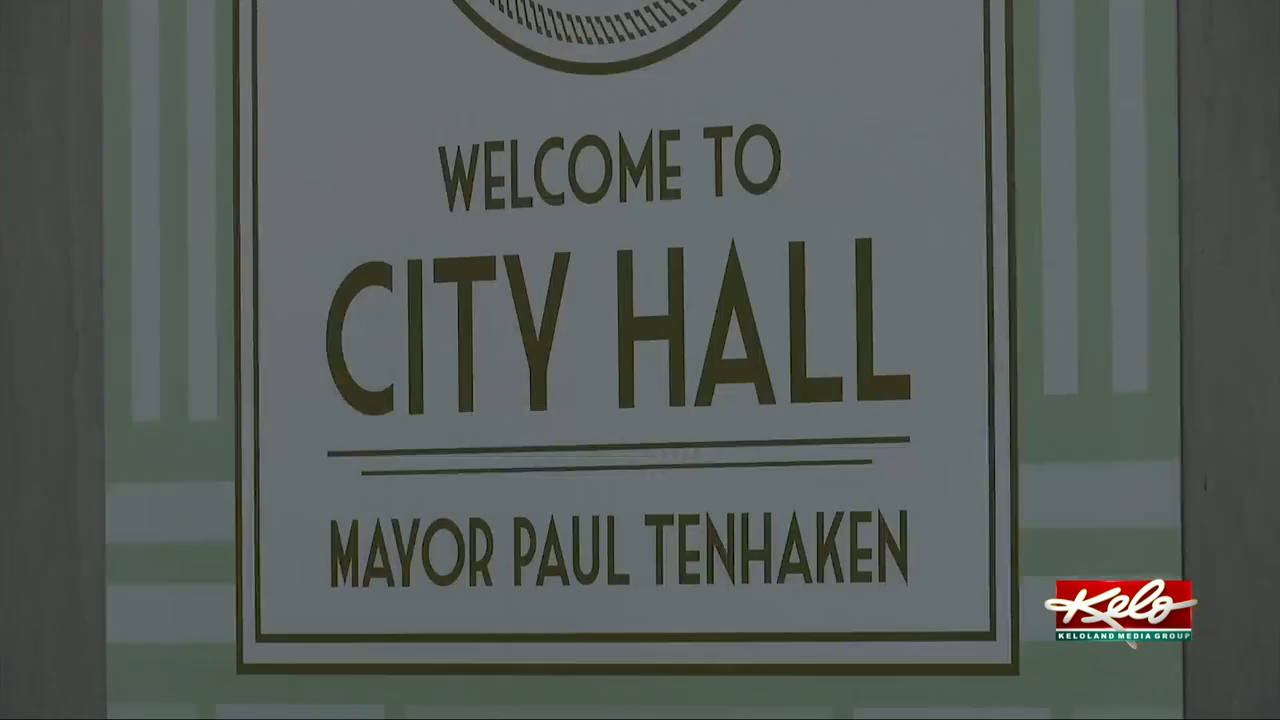 WELCOME TO
CITY HALL
MAYOR PAUL TENHAKEN
Kelo
KELOLAND MEDIA GROUP